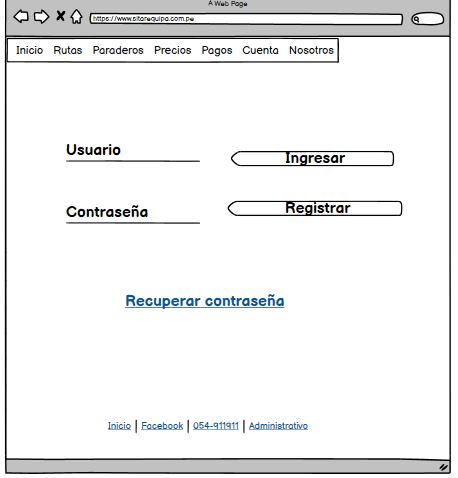 A Web Page
https://www.sitarequipa.com.pe
Inicio Rutas Paraderos Precios Pagos Cuenta Nosotros
Usuario
Ingresar
Contraseña
Registrar
Recuperar contraseña
Inicio | Facebook | 054-911911 | Administrativo